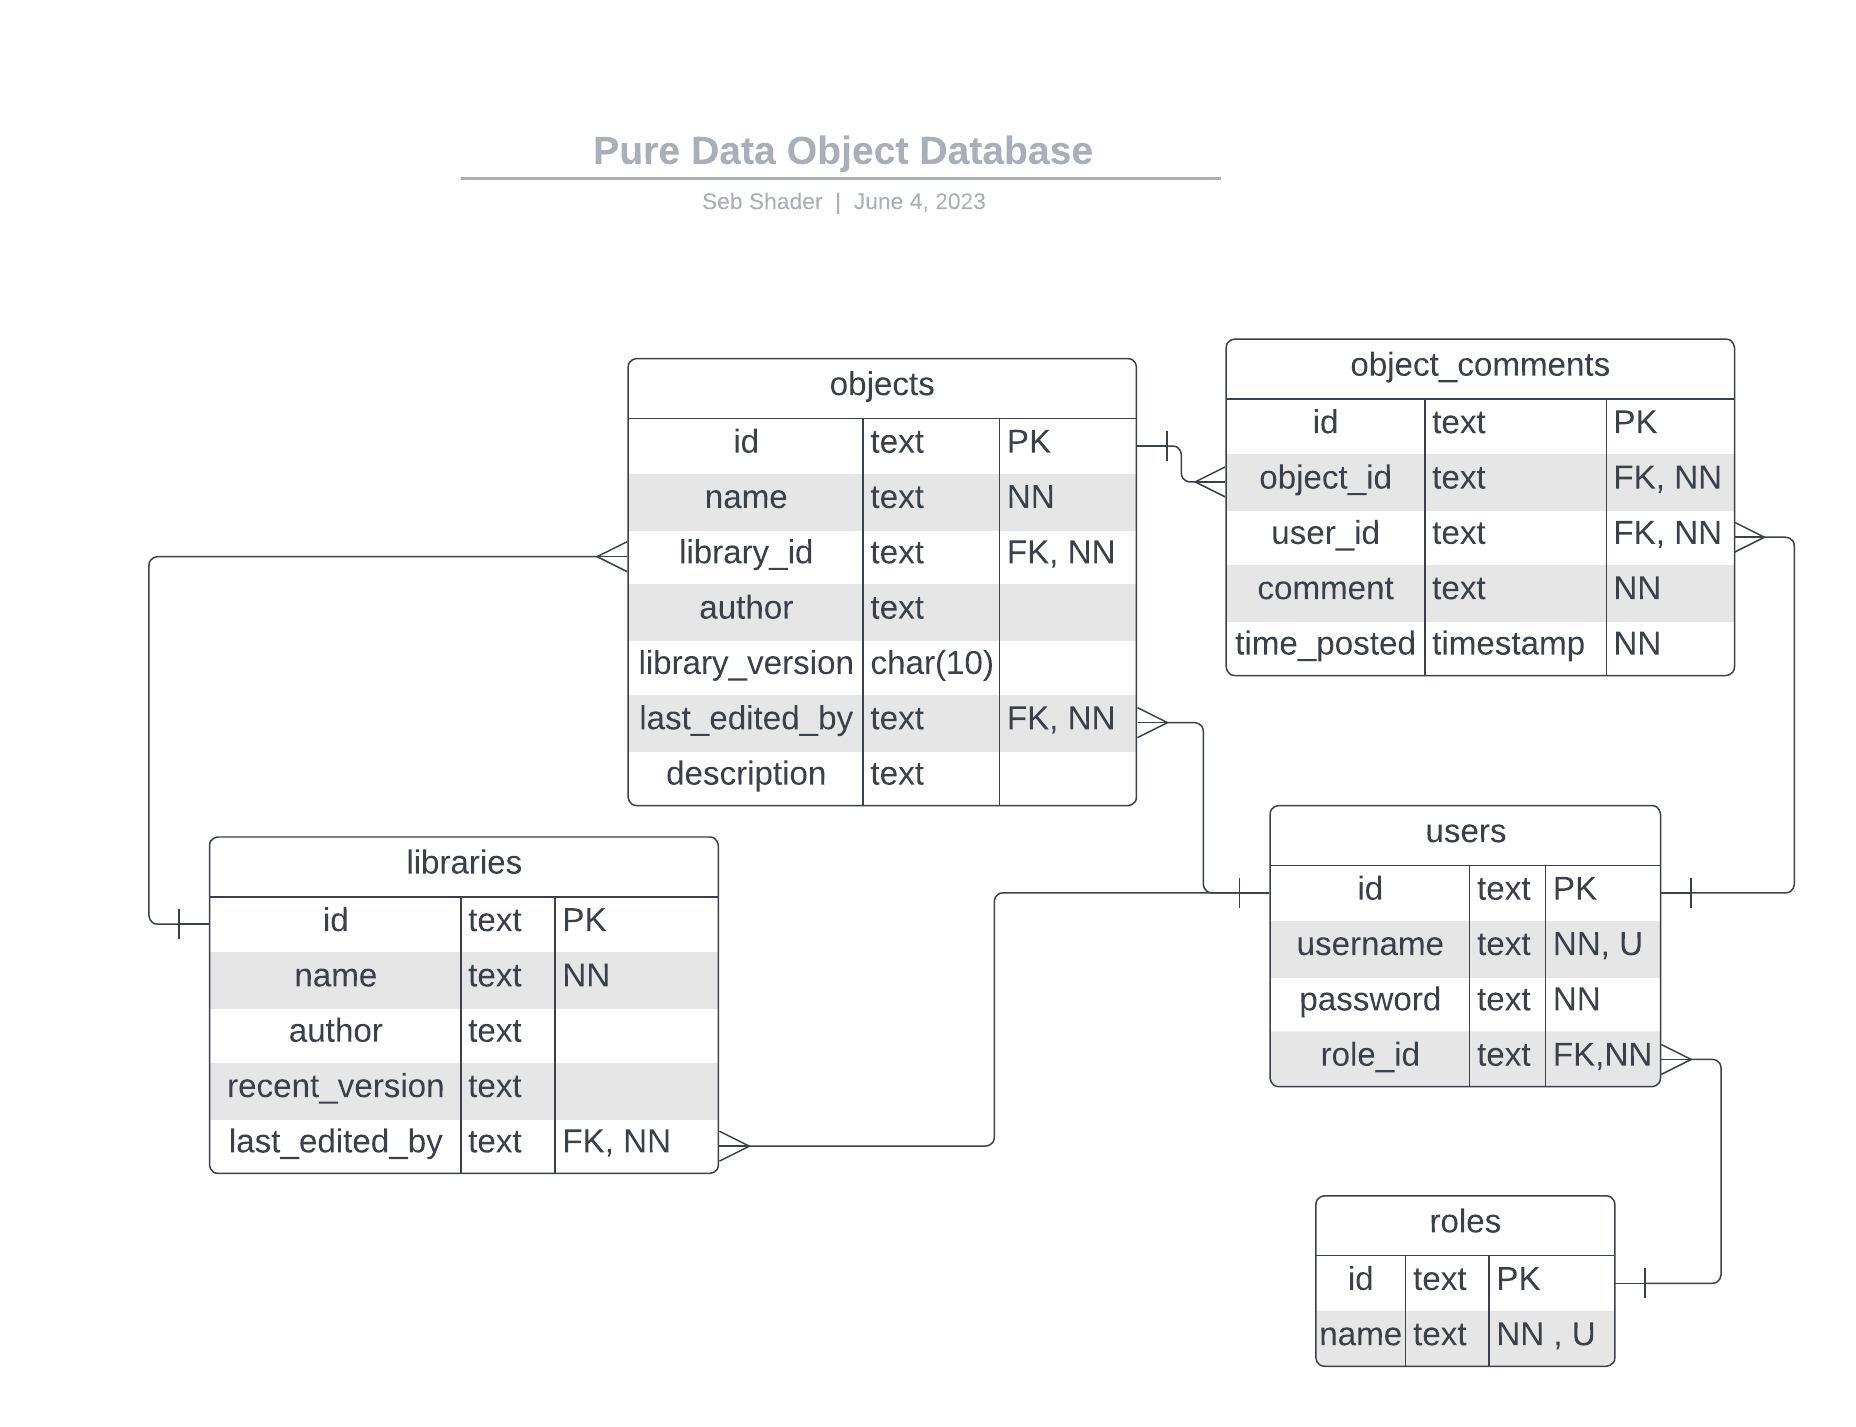 Pure Data Object Database
Seb Shader | June 4, 2023
objects
id text PK
name text NN
library_id text FK, NN
author text
library_version char(10)
last_edited_by text FK, NN
description text
object_comments
id text PK
object_id text FK, NN
user_id text FK, NN
comment text NN
time_posted timestamp NN
libraries
id text PK
name text NN
author text
recent_version text
last_edited_by text FK, NN
users
id text PK
username text NN, U
password text NN
role_id text FK,NN
roles
id text PK
name text NN , U